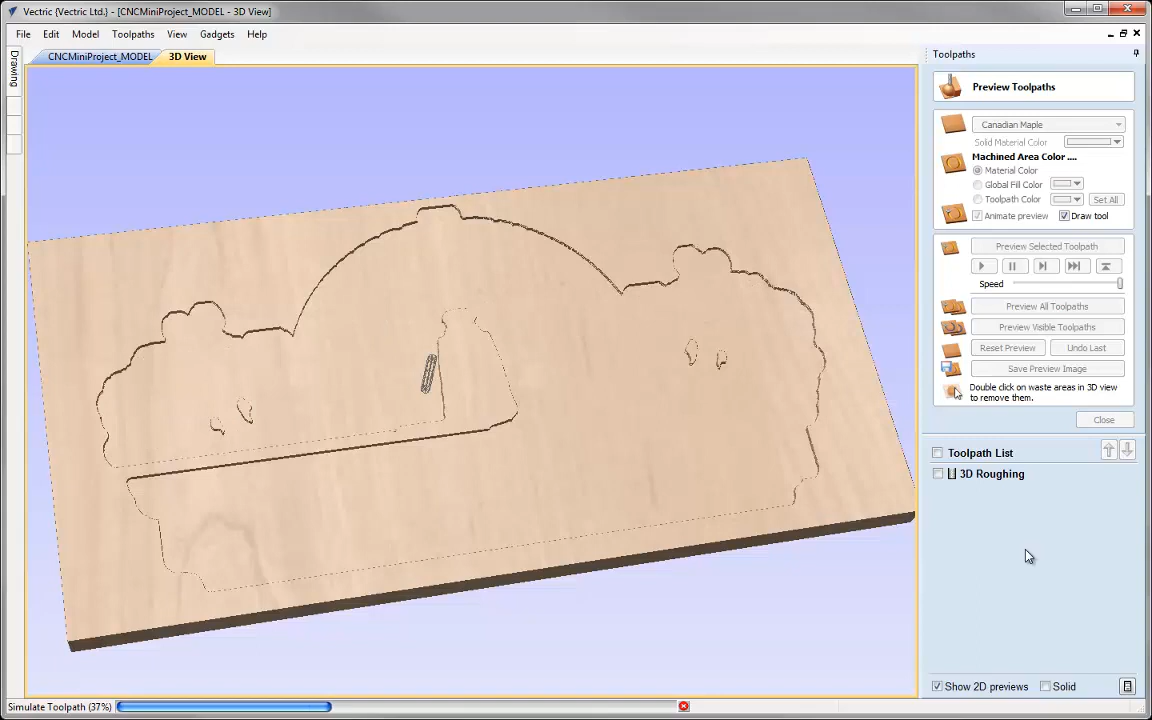 Vectric {Vectric Ltd.} - [CNCMiniProject_MODEL - 3D View]
File Edit Model Toolpaths View Gadgets Help
Drawing
CNCMiniProject_MODEL 3D View
Toolpaths
Preview Toolpaths
Canadian Maple
Solid Material Color
Machined Area Color ....
Material Color
Global Fill Color
Toolpath Color Set All
Animate preview Draw tool
Preview Selected Toolpath
Speed
Preview All Toolpaths
Preview Visible Toolpaths
Reset Preview Undo Last
Save Preview Image
Double click on waste areas in 3D view
to remove them.
Close
Toolpath List
3D Roughing
Show 2D previews Solid
Simulate Toolpath (37%)